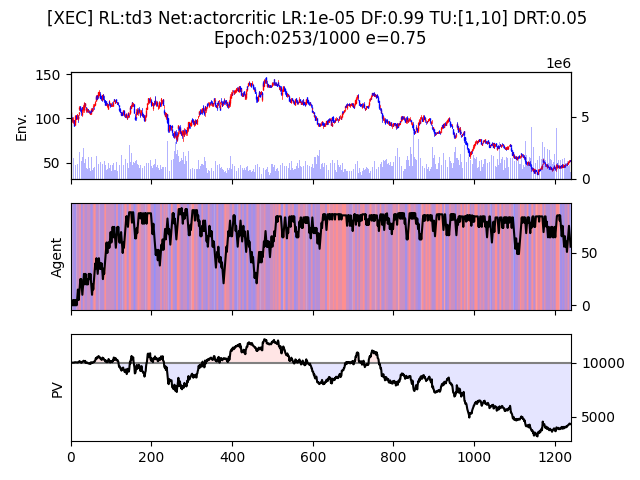 [XEC] RL:td3 Net:actorcritic LR:1e-05 DF:0.99 TU:[1,10] DRT:0.05
Epoch:0253/1000 e=0.75
1e6
150
100
50
Env.
5
0
Agent
50
0
PV
10000
5000
0 200 400 600 800 1000 1200